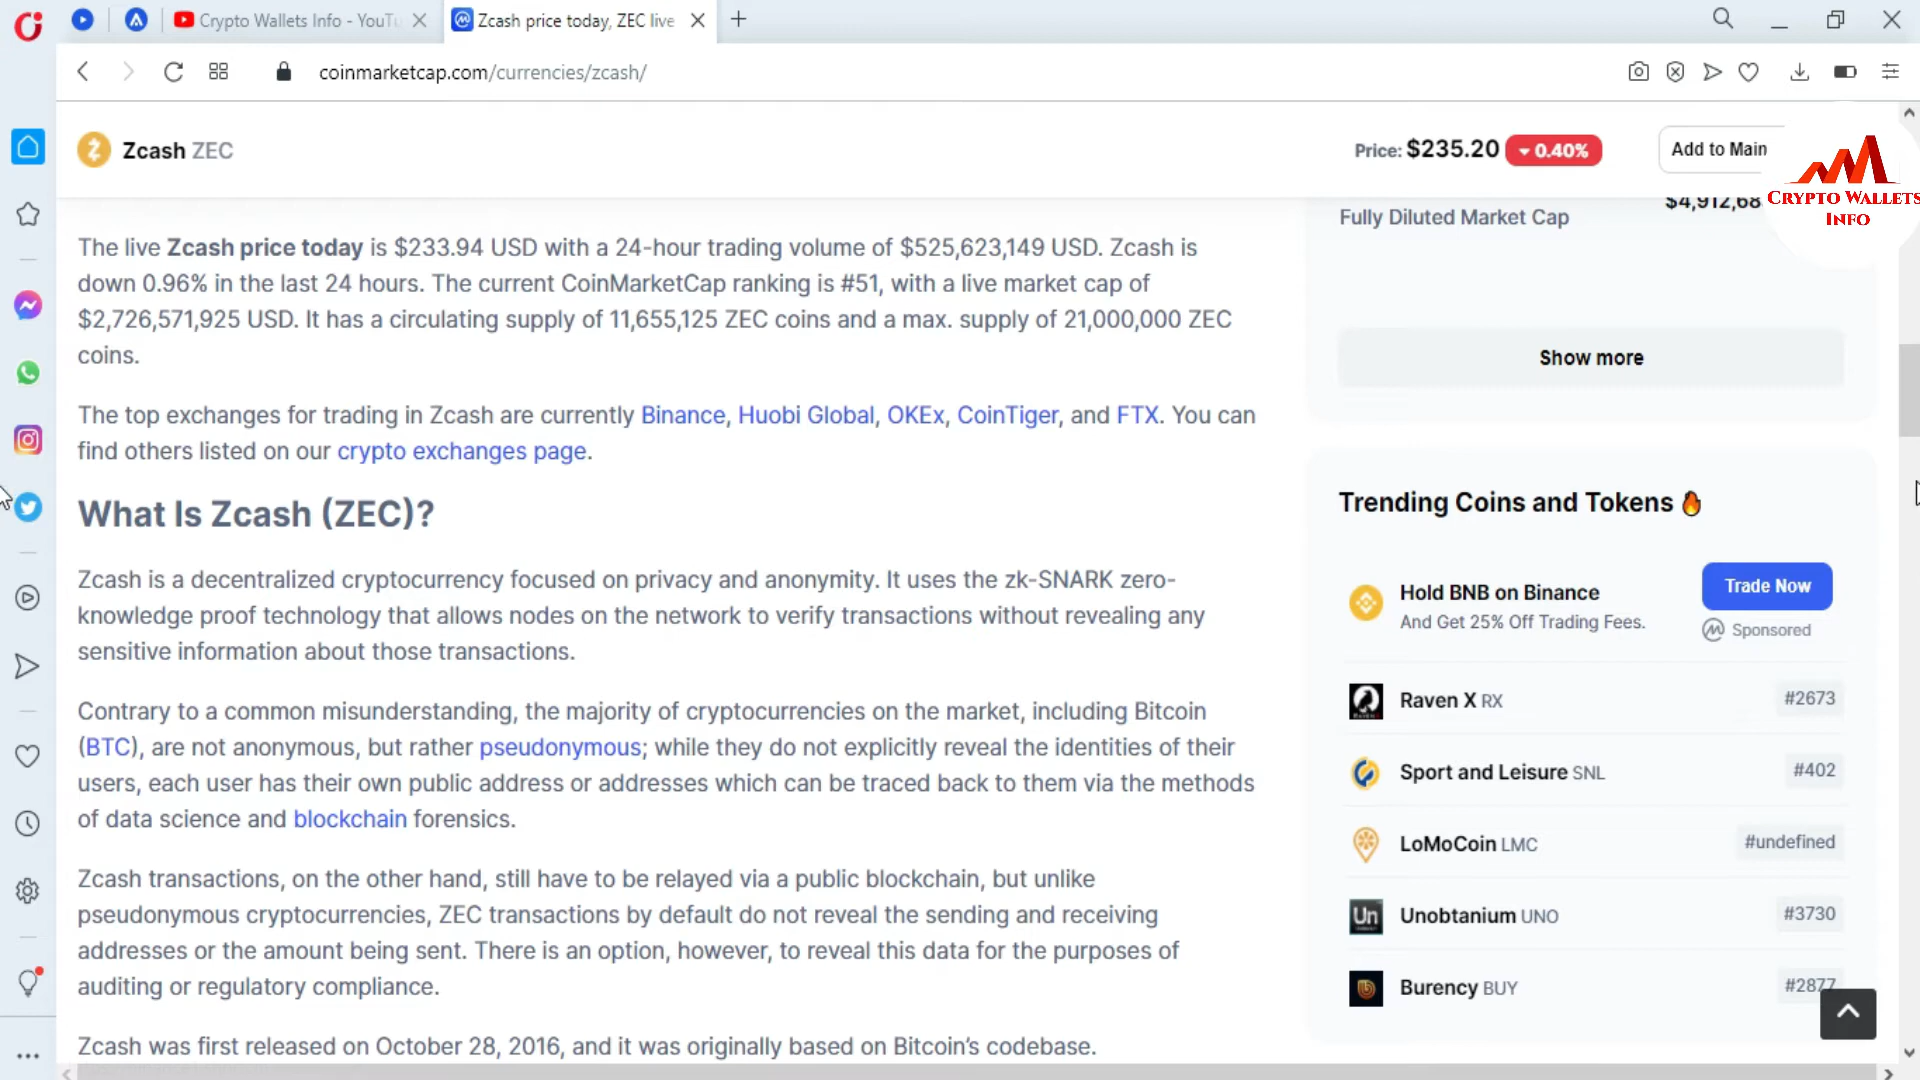 Crypto Wallets Info - YouTu
Zcash price today, ZEC live
coinmarketcap.com/currencies/zcash/
Zcash ZEC
Price: $235.20 0.40%
Add to Main
CRYPTO WALLETS
INFO
The live Zcash price today is $233.94 USD with a 24-hour trading volume of $525,623,149 USD. Zcash is
down 0.96% in the last 24 hours. The current CoinMarketCap ranking is #51, with a live market cap of
$2,726,571,925 USD. It has a circulating supply of 11,655,125 ZEC coins and a max. supply of 21,000,000 ZEC
coins.
The top exchanges for trading in Zcash are currently Binance, Huobi Global, OKEx, CoinTiger, and FTX. You can
find others listed on our crypto exchanges page.
What Is Zcash (ZEC)?
Zcash is a decentralized cryptocurrency focused on privacy and anonymity. It uses the zk-SNARK zero-
knowledge proof technology that allows nodes on the network to verify transactions without revealing any
sensitive information about those transactions.
Contrary to a common misunderstanding, the majority of cryptocurrencies on the market, including Bitcoin
(BTC), are not anonymous, but rather pseudonymous; while they do not explicitly reveal the identities of their
users, each user has their own public address or addresses which can be traced back to them via the methods
of data science and blockchain forensics.
Zcash transactions, on the other hand, still have to be relayed via a public blockchain, but unlike
pseudonymous cryptocurrencies, ZEC transactions by default do not reveal the sending and receiving
addresses or the amount being sent. There is an option, however, to reveal this data for the purposes of
auditing or regulatory compliance.
Zcash was first released on October 28, 2016, and it was originally based on Bitcoin's codebase.
Fully Diluted Market Cap
$4,912,68
Show more
Trending Coins and Tokens
Hold BNB on Binance
And Get 25% Off Trading Fees.
Trade Now
Sponsored
Raven X RX #2673
Sport and Leisure SNL #402
LoMoCoin LMC #undefined
Un Unobtanium UNO #3730
Burency BUY #2877